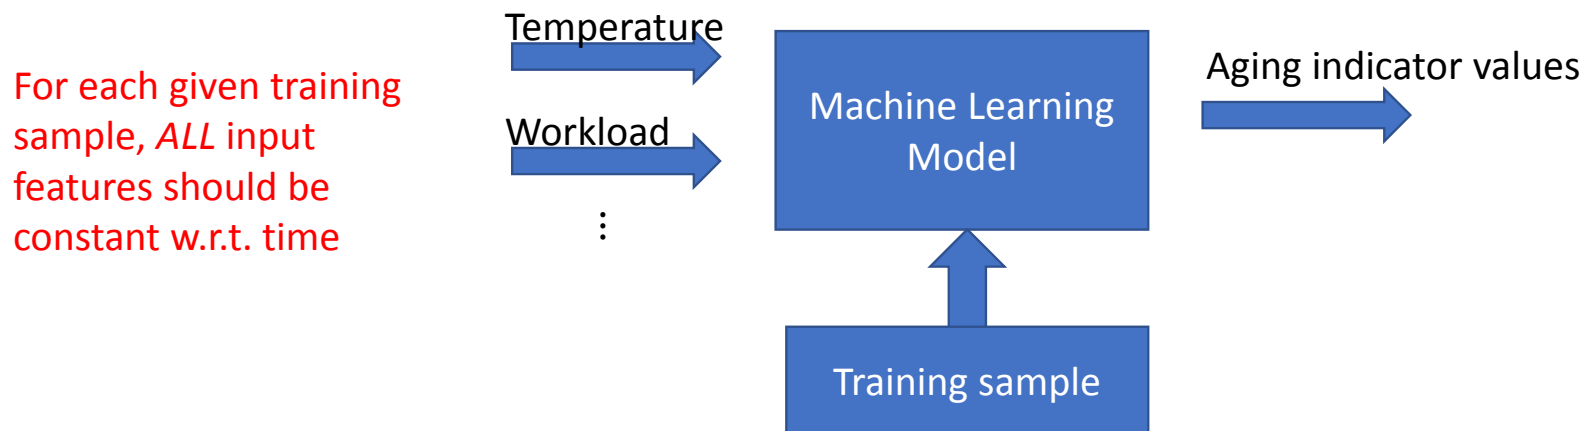 For each given training
sample, ALL input
features should be
constant w.r.t. time
Temperature
Workload
⋮
Machine Learning
Model
Training sample
Aging indicator values